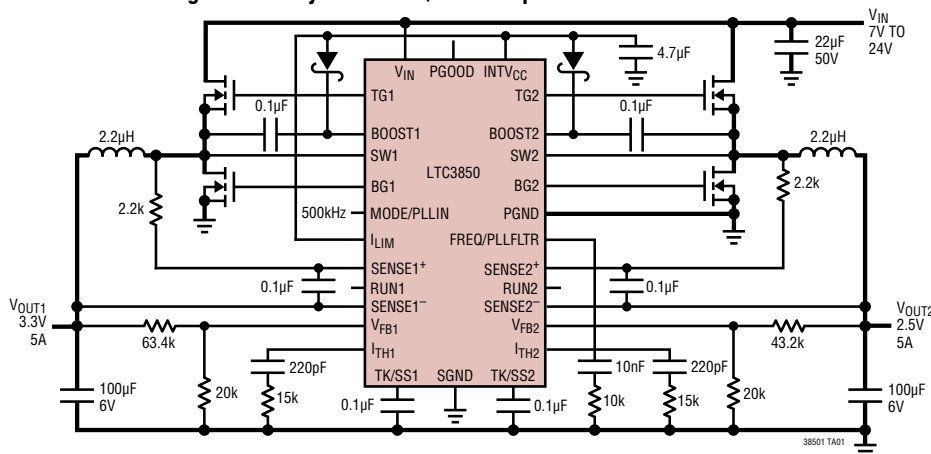 VIN
7V TO
24V
22µF
50V
4.7µF
VIN PGOOD INTVCC
TG1 TG2
0.1µF 0.1µF
2.2µH 2.2µH
BOOST1 BOOST2
SW1 SW2
LTC3850
BG1 BG2
2.2k 2.2k
500kHz MODE/PLLIN PGND
ILIM FREQ/PLLFLTR
SENSE1+ SENSE2+
0.1µF RUN1 RUN2 0.1µF
SENSE1– SENSE2–
VOUT1
3.3V
5A
VOUT2
2.5V
5A
63.4k VFB1 VFB2 43.2k
ITH1 ITH2
220pF 10nF 220pF
TK/SS1 SGND TK/SS2
100µF
6V
20k 15k 0.1µF 0.1µF 10k 15k 20k
100µF
6V
38501 TA01